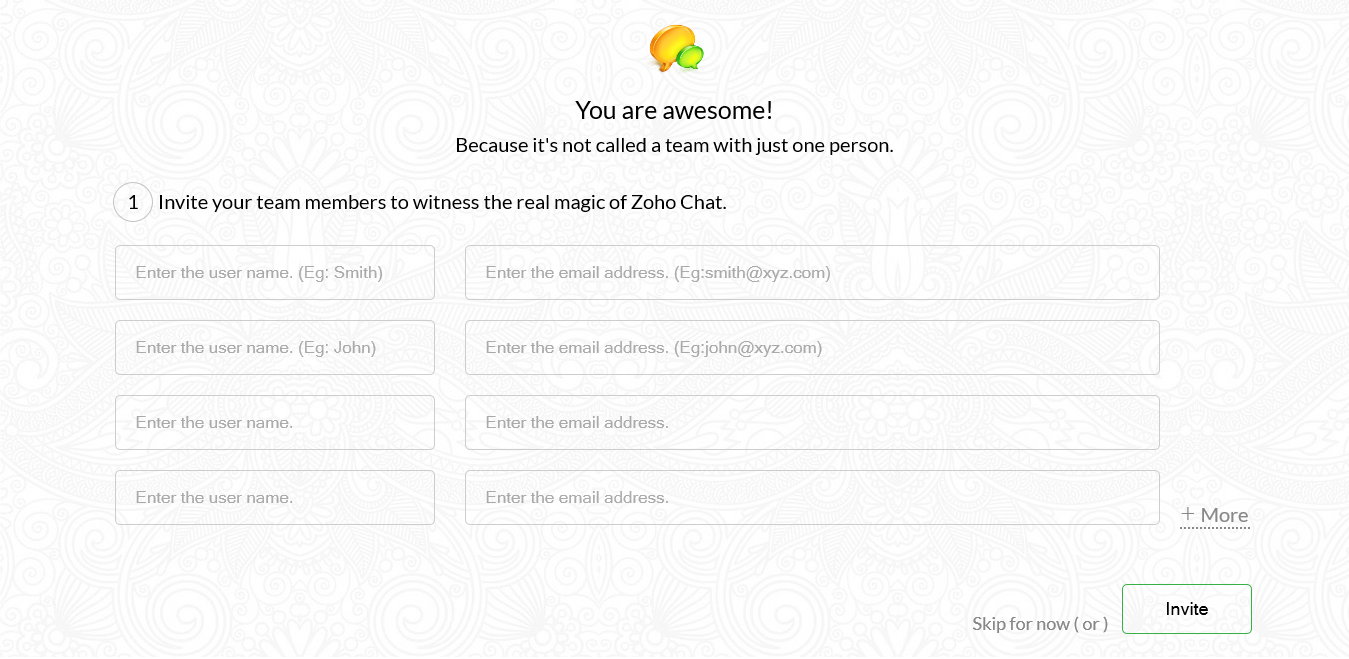 You are awesome!
Because it's not called a team with just one person.
1 Invite your team members to witness the real magic of Zoho Chat.
Enter the user name. (Eg: Smith) Enter the email address. (Eg:smith@xyz.com)
Enter the user name. (Eg: John) Enter the email address. (Eg:john@xyz.com)
Enter the user name. Enter the email address.
Enter the user name. Enter the email address.
+ More
Skip for now ( or ) Invite